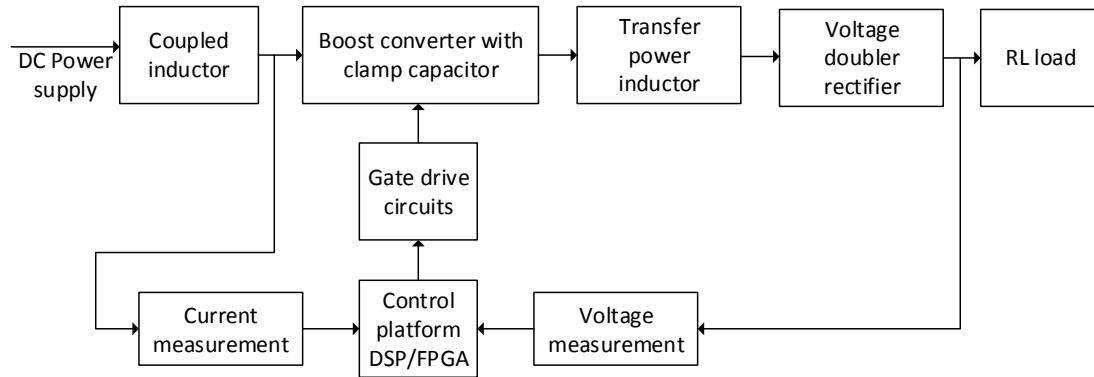 DC Power
supply
Coupled
inductor
Boost converter with
clamp capacitor
Transfer
power
inductor
Voltage
doubler
rectifier
RL load
Gate drive
circuits
Current
measurement
Control
platform
DSP/FPGA
Voltage
measurement